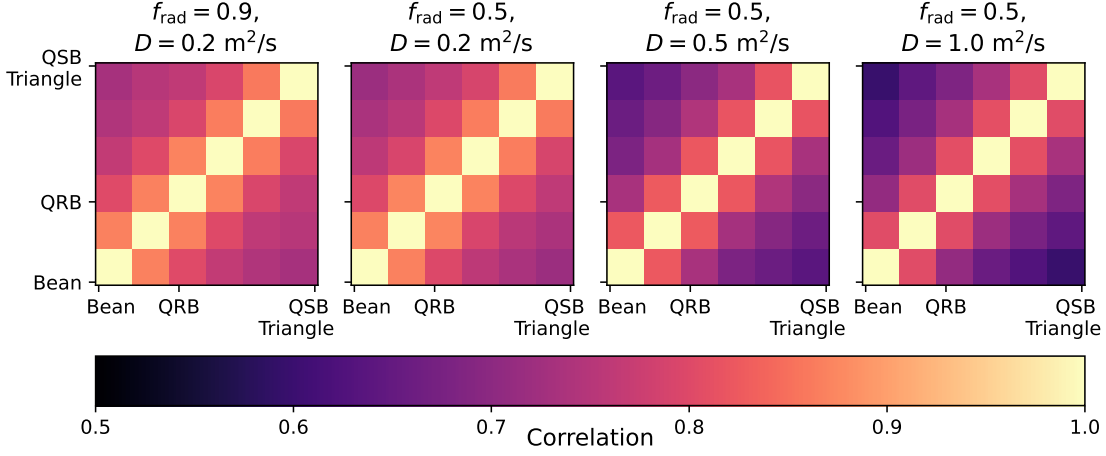 f_rad = 0.9,
D = 0.2 m²/s
f_rad = 0.5,
D = 0.2 m²/s
f_rad = 0.5,
D = 0.5 m²/s
f_rad = 0.5,
D = 1.0 m²/s
QSB
Triangle
QRB
Bean
Bean QRB QSB
Triangle
Bean QRB QSB
Triangle
Bean QRB QSB
Triangle
Bean QRB QSB
Triangle
0.5 0.6 0.7 0.8 0.9 1.0
Correlation